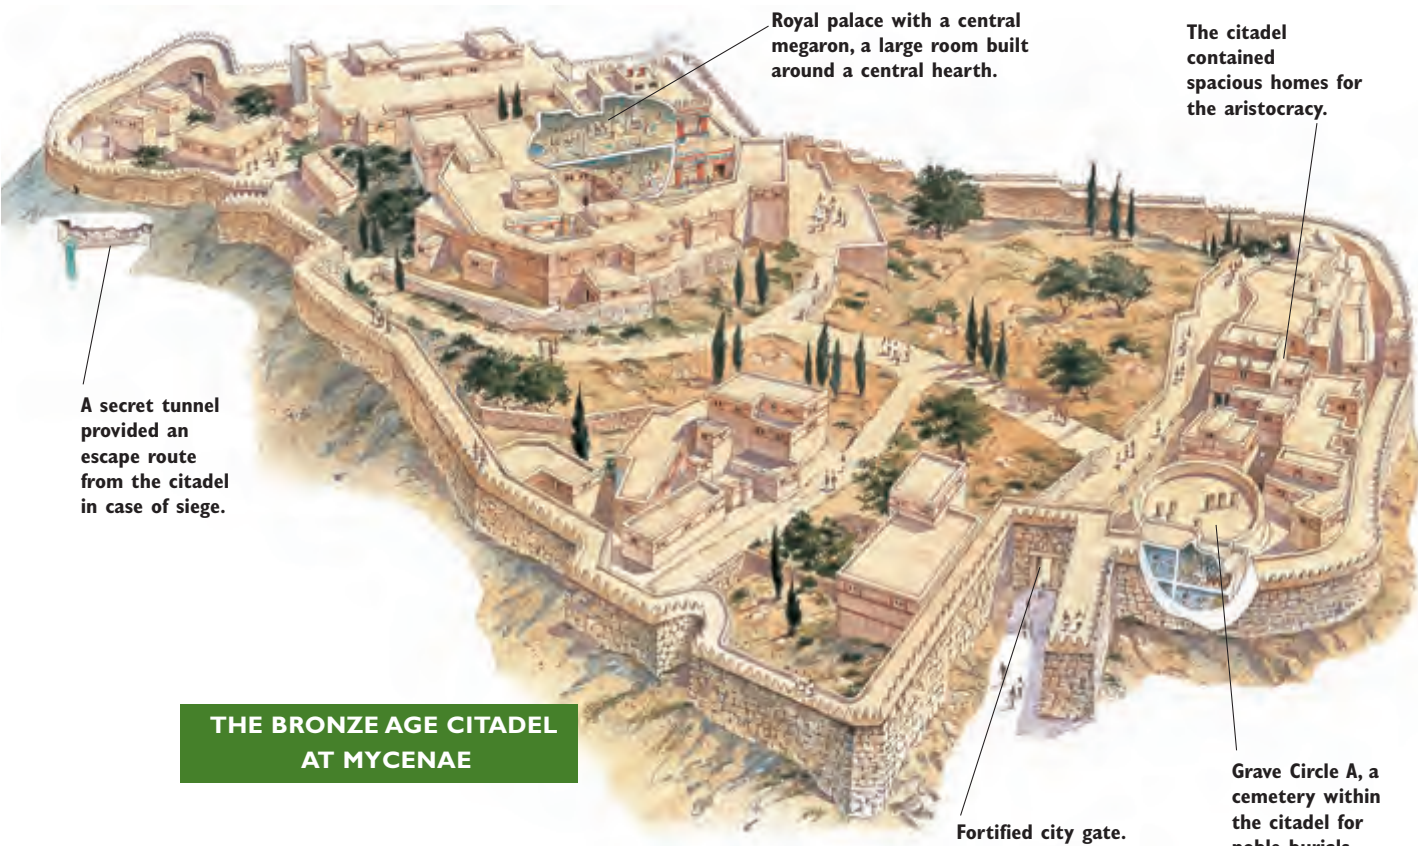 Royal palace with a central
megaron, a large room built
around a central hearth.
The citadel
contained
spacious homes for
the aristocracy.
A secret tunnel
provided an
escape route
from the citadel
in case of siege.
THE BRONZE AGE CITADEL
AT MYCENAE
Fortified city gate.
Grave Circle A, a
cemetery within
the citadel for
noble burials.